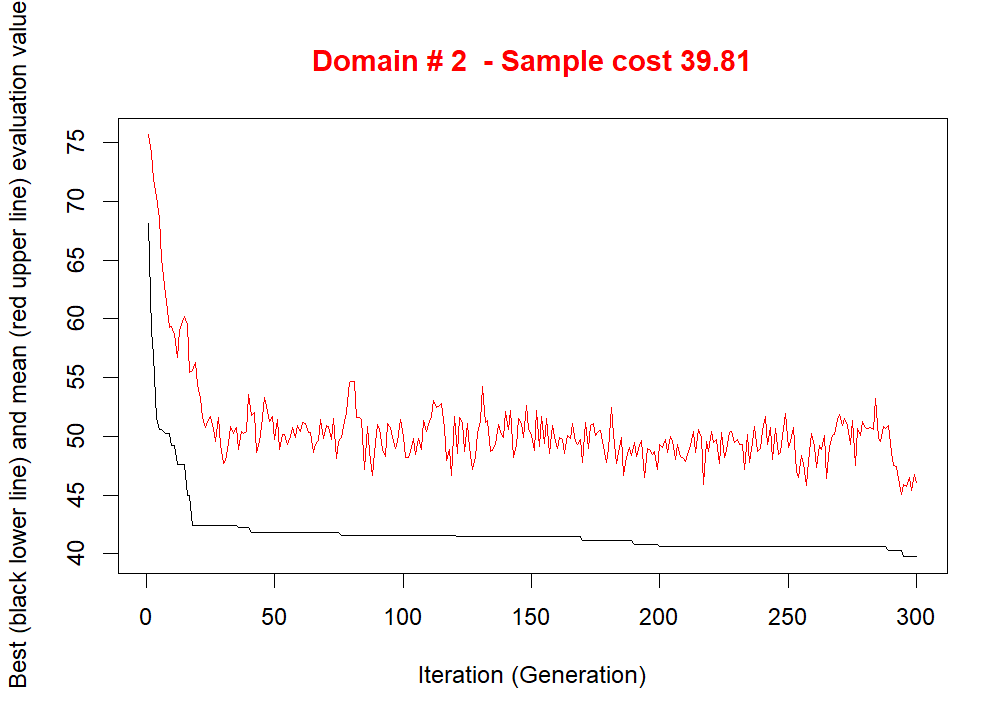 Domain # 2 - Sample cost 39.81
Best (black lower line) and mean (red upper line) evaluation value
75
70
65
60
55
50
45
40
0 50 100 150 200 250 300
Iteration (Generation)